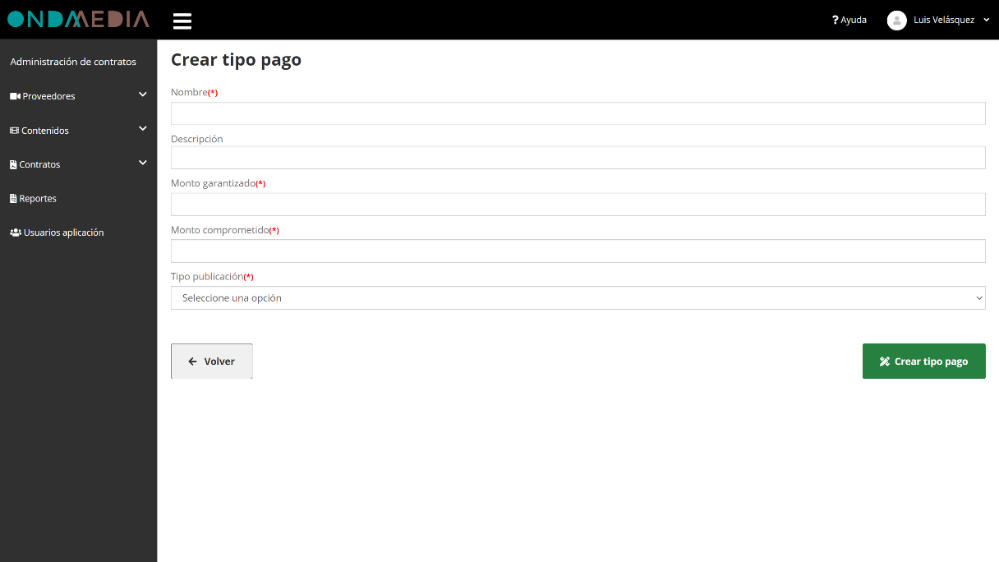 ONDAMEDIA
? Ayuda
Luis Velásquez
Administración de contratos
Proveedores
Contenidos
Contratos
Reportes
Usuarios aplicación
Crear tipo pago
Nombre(*)
Descripción
Monto garantizado(*)
Monto comprometido(*)
Tipo publicación(*)
Seleccione una opción
Volver
Crear tipo pago